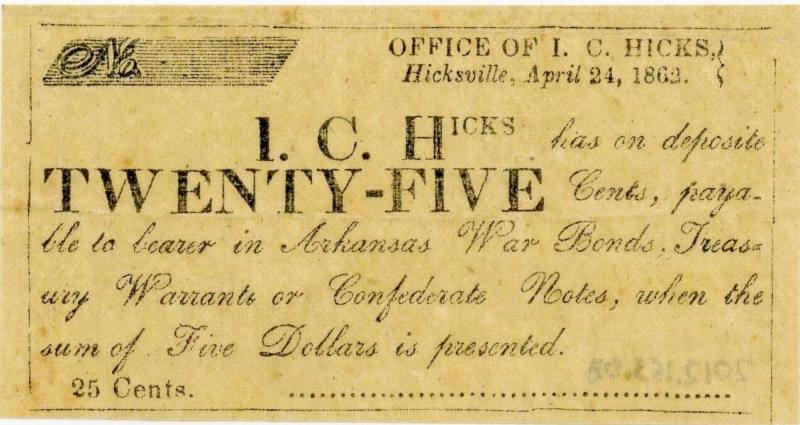 No.
OFFICE OF I. C. HICKS,
Hicksville, April 24, 1862.
I. C. HICKS has on deposite
TWENTY-FIVE Cents, paya-
ble to bearer in Arkansas War Bonds, Treas-
ury Warrants or Confederate Notes, when the
sum of Five Dollars is presented.
25 Cents.